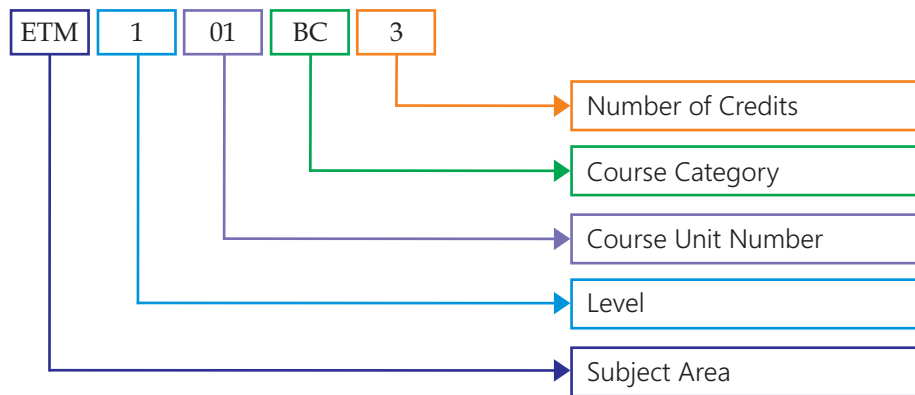 ETM 1 01 BC 3
Number of Credits
Course Category
Course Unit Number
Level
Subject Area